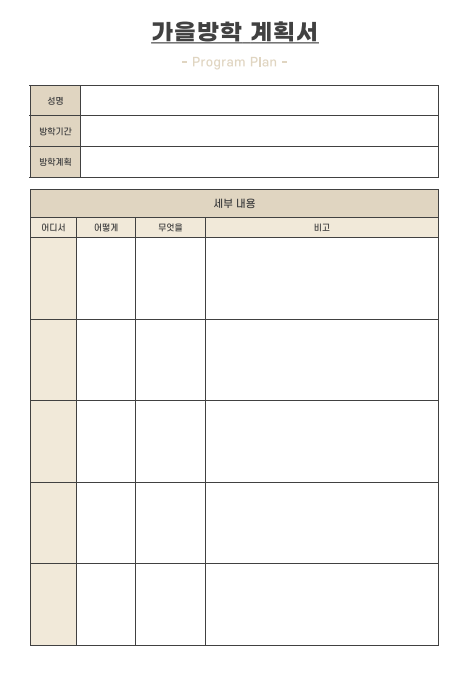 가을방학 계획서
- Program Plan -
성명
방학기간
방학계획
세부 내용
어디서 어떻게 무엇을 비고